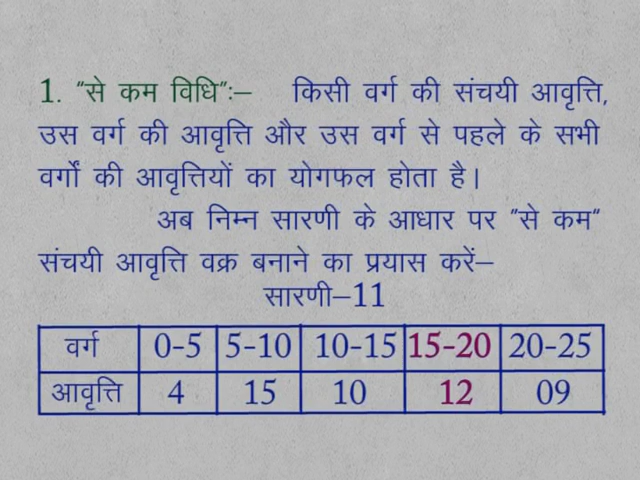 1. "से कम विधि":– किसी वर्ग की संचयी आवृत्ति,
उस वर्ग की आवृत्ति और उस वर्ग से पहले के सभी
वर्गों की आवृत्तियों का योगफल होता है।
अब निम्न सारणी के आधार पर "से कम"
संचयी आवृत्ति वक्र बनाने का प्रयास करें–
सारणी–11
वर्ग 0-5 5-10 10-15 15-20 20-25
आवृत्ति 4 15 10 12 09